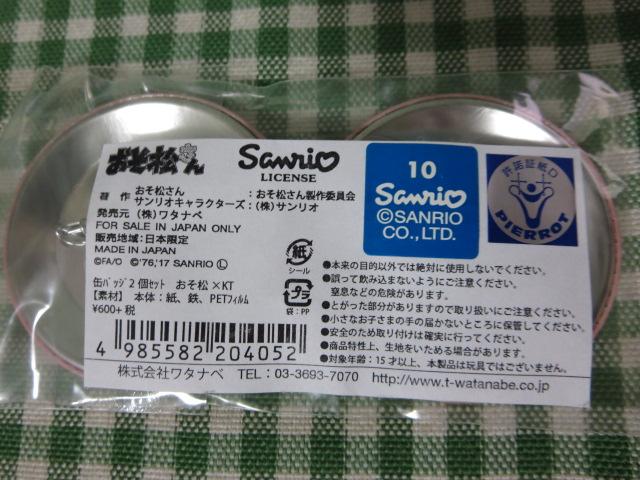 おそ松さん
Sanrio
LICENSE
10
Sanrio
©SANRIO
CO., LTD.
許諾証紙D
PIERROT
著 作 おそ松さん : おそ松さん製作委員会
サンリオキャラクターズ : (株)サンリオ
発売元 (株)ワタナベ
FOR SALE IN JAPAN ONLY
販売地域:日本限定
MADE IN JAPAN
©FA/O ©'76,'17 SANRIO Ⓛ
紙
シール
プラ
袋:PP
缶バッジ2個セット おそ松×KT
【素材】 本体:紙、鉄、PETフィルム
¥600+税
4 985582 204052
●本来の目的以外では絶対に使用しないでください。
●誤って飲み込まないようにご注意ください。
窒息などの危険があります。
●とがった部分がありますので取り扱いにご注意ください。
●小さなお子さまの手の届かないところに保管してください。
●安全のため取り付けは確実に行ってください。
●商品特性上、生地をいためる場合があります。
●対象年齢:15才以上、本製品は玩具ではございません。
株式会社ワタナベ TEL:03-3693-7070 http://www.t-watanabe.co.jp